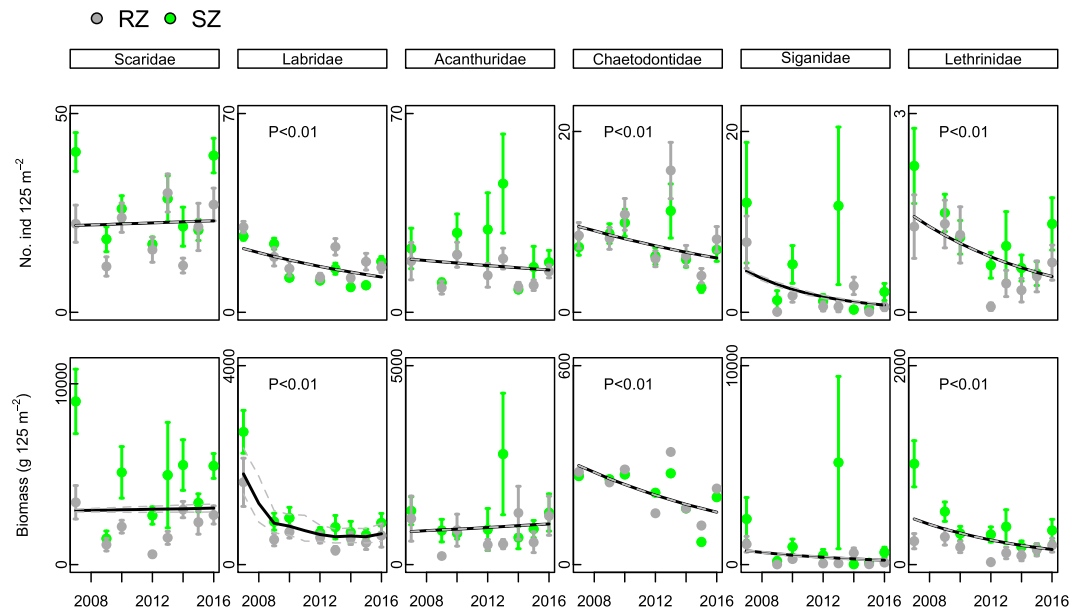 RZ SZ
Scaridae Labridae Acanthuridae Chaetodontidae Siganidae Lethrinidae
No. ind 125 m⁻²
50 0
70 0
70 0
20 0
20 0
3 0
P<0.01 P<0.01 P<0.01
Biomass (g 125 m⁻²)
10000 0
4000 0
5000 0
6000 0
10000 0
2000 0
P<0.01 P<0.01 P<0.01
2008 2012 2016 2008 2012 2016 2008 2012 2016 2008 2012 2016 2008 2012 2016 2008 2012 2016